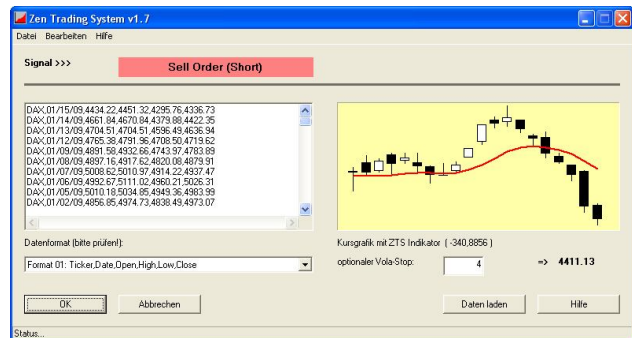 Zen Trading System v1.7
Datei Bearbeiten Hilfe
Signal >>> Sell Order (Short)
DAX,01/15/09,4434.22,4451.32,4295.76,4336.73
DAX,01/14/09,4661.84,4670.84,4379.88,4422.35
DAX,01/13/09,4704.51,4704.51,4596.49,4636.94
DAX,01/12/09,4765.38,4791.96,4708.50,4719.62
DAX,01/09/09,4891.58,4932.66,4743.97,4783.89
DAX,01/08/09,4897.16,4917.62,4820.08,4879.91
DAX,01/07/09,5008.62,5010.97,4914.22,4937.47
DAX,01/06/09,4992.67,5111.02,4960.21,5026.31
DAX,01/05/09,5010.18,5034.85,4949.36,4983.99
DAX,01/02/09,4856.85,4974.73,4838.49,4973.07
Datenformat (bitte prüfen!): Kursgrafik mit ZTS Indikator ( -340,8856 )
Format 01: Ticker,Date,Open,High,Low,Close optionaler Vola-Stop: 4 => 4411.13
OK Abbrechen Daten laden Hilfe
Status...